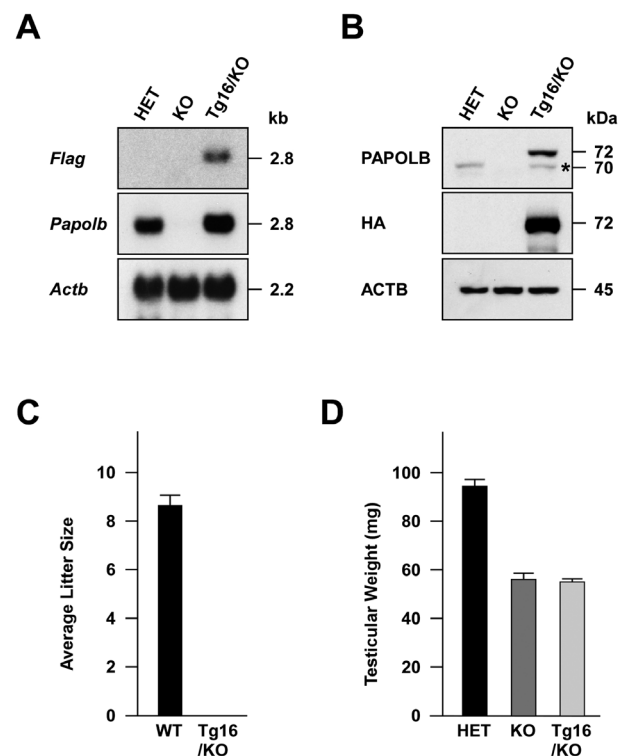 A
HET
KO
Tg16/KO
kb
Flag
2.8
Papolb
2.8
Actb
2.2
B
HET
KO
Tg16/KO
kDa
PAPOLB
72
* 70
HA
72
ACTB
45
C
Average Litter Size
10
8
6
4
2
0
WT
Tg16
/KO
D
Testicular Weight (mg)
100
80
60
40
20
0
HET
KO
Tg16
/KO